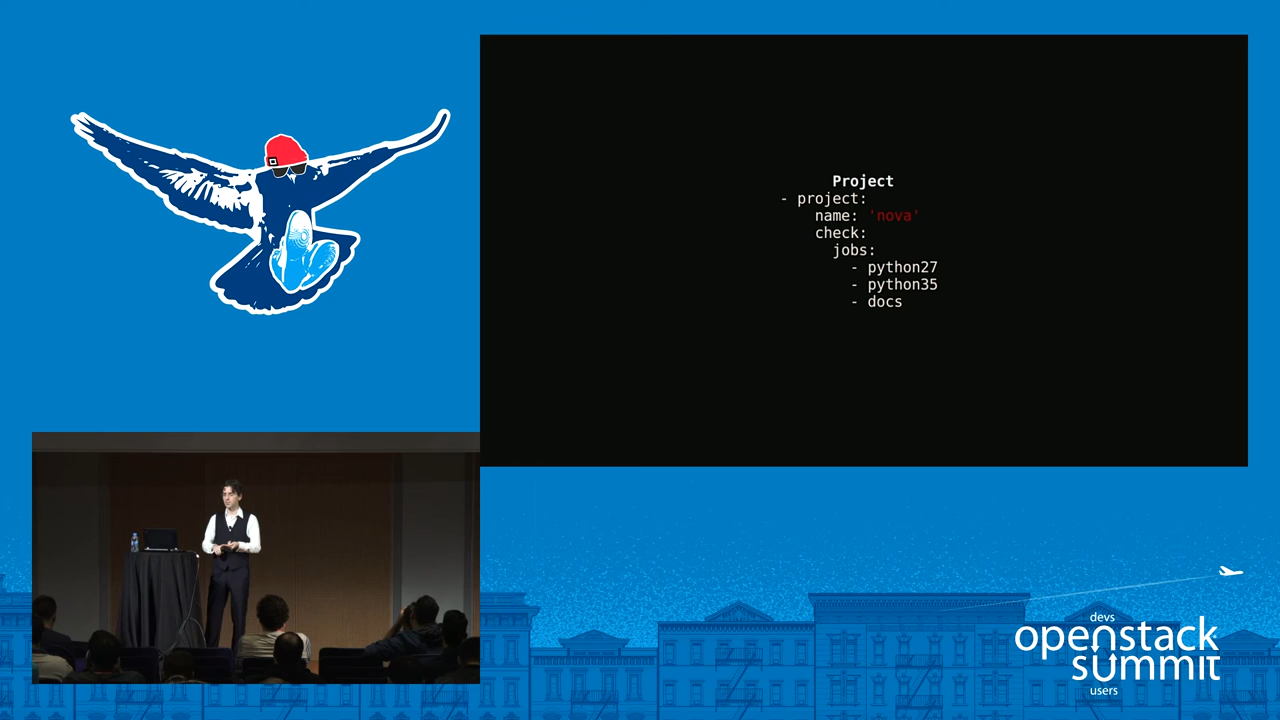 Project
- project:
name: 'nova'
check:
jobs:
- python27
- python35
- docs
devs
openstack
summit
users